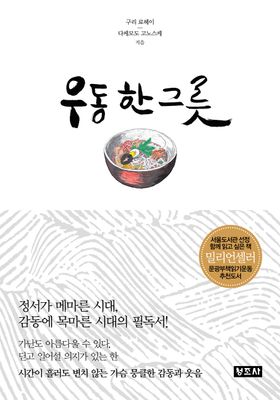 구리 료헤이
다케모도 고노스케
지음
우동 한 그릇
서울도서관 선정
함께 읽고 싶은 책
밀리언셀러
문광부책읽기운동
추천도서
정서가 메마른 시대,
감동에 목마른 시대의 필독서!
가난도 아름다울 수 있다.
딛고 일어설 의지가 있는 한
시간이 흘러도 변치 않는 가슴 뭉클한 감동과 웃음
청조사